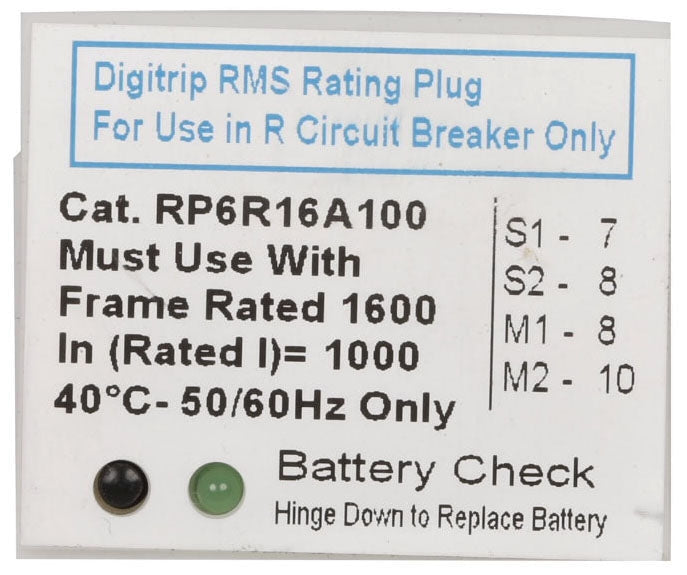 Digitrip RMS Rating Plug
For Use in R Circuit Breaker Only
Cat. RP6R16A100
Must Use With
Frame Rated 1600
In (Rated I)= 1000
40°C- 50/60Hz Only
S1 - 7
S2 - 8
M1 - 8
M2 - 10
Battery Check
Hinge Down to Replace Battery